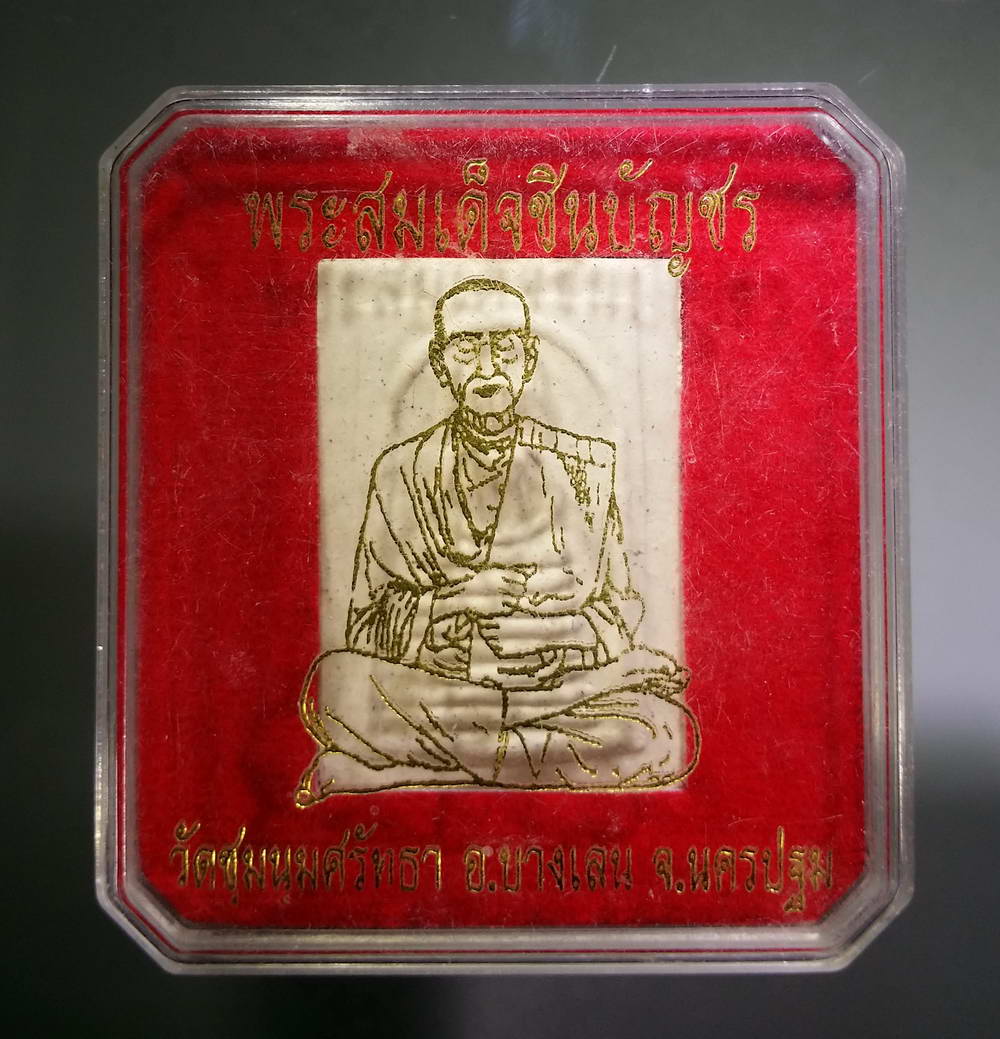 พระสมเด็จชินบัญชร
วัดชุมนุมศรัทธา อ.บางเลน จ.นครปฐม